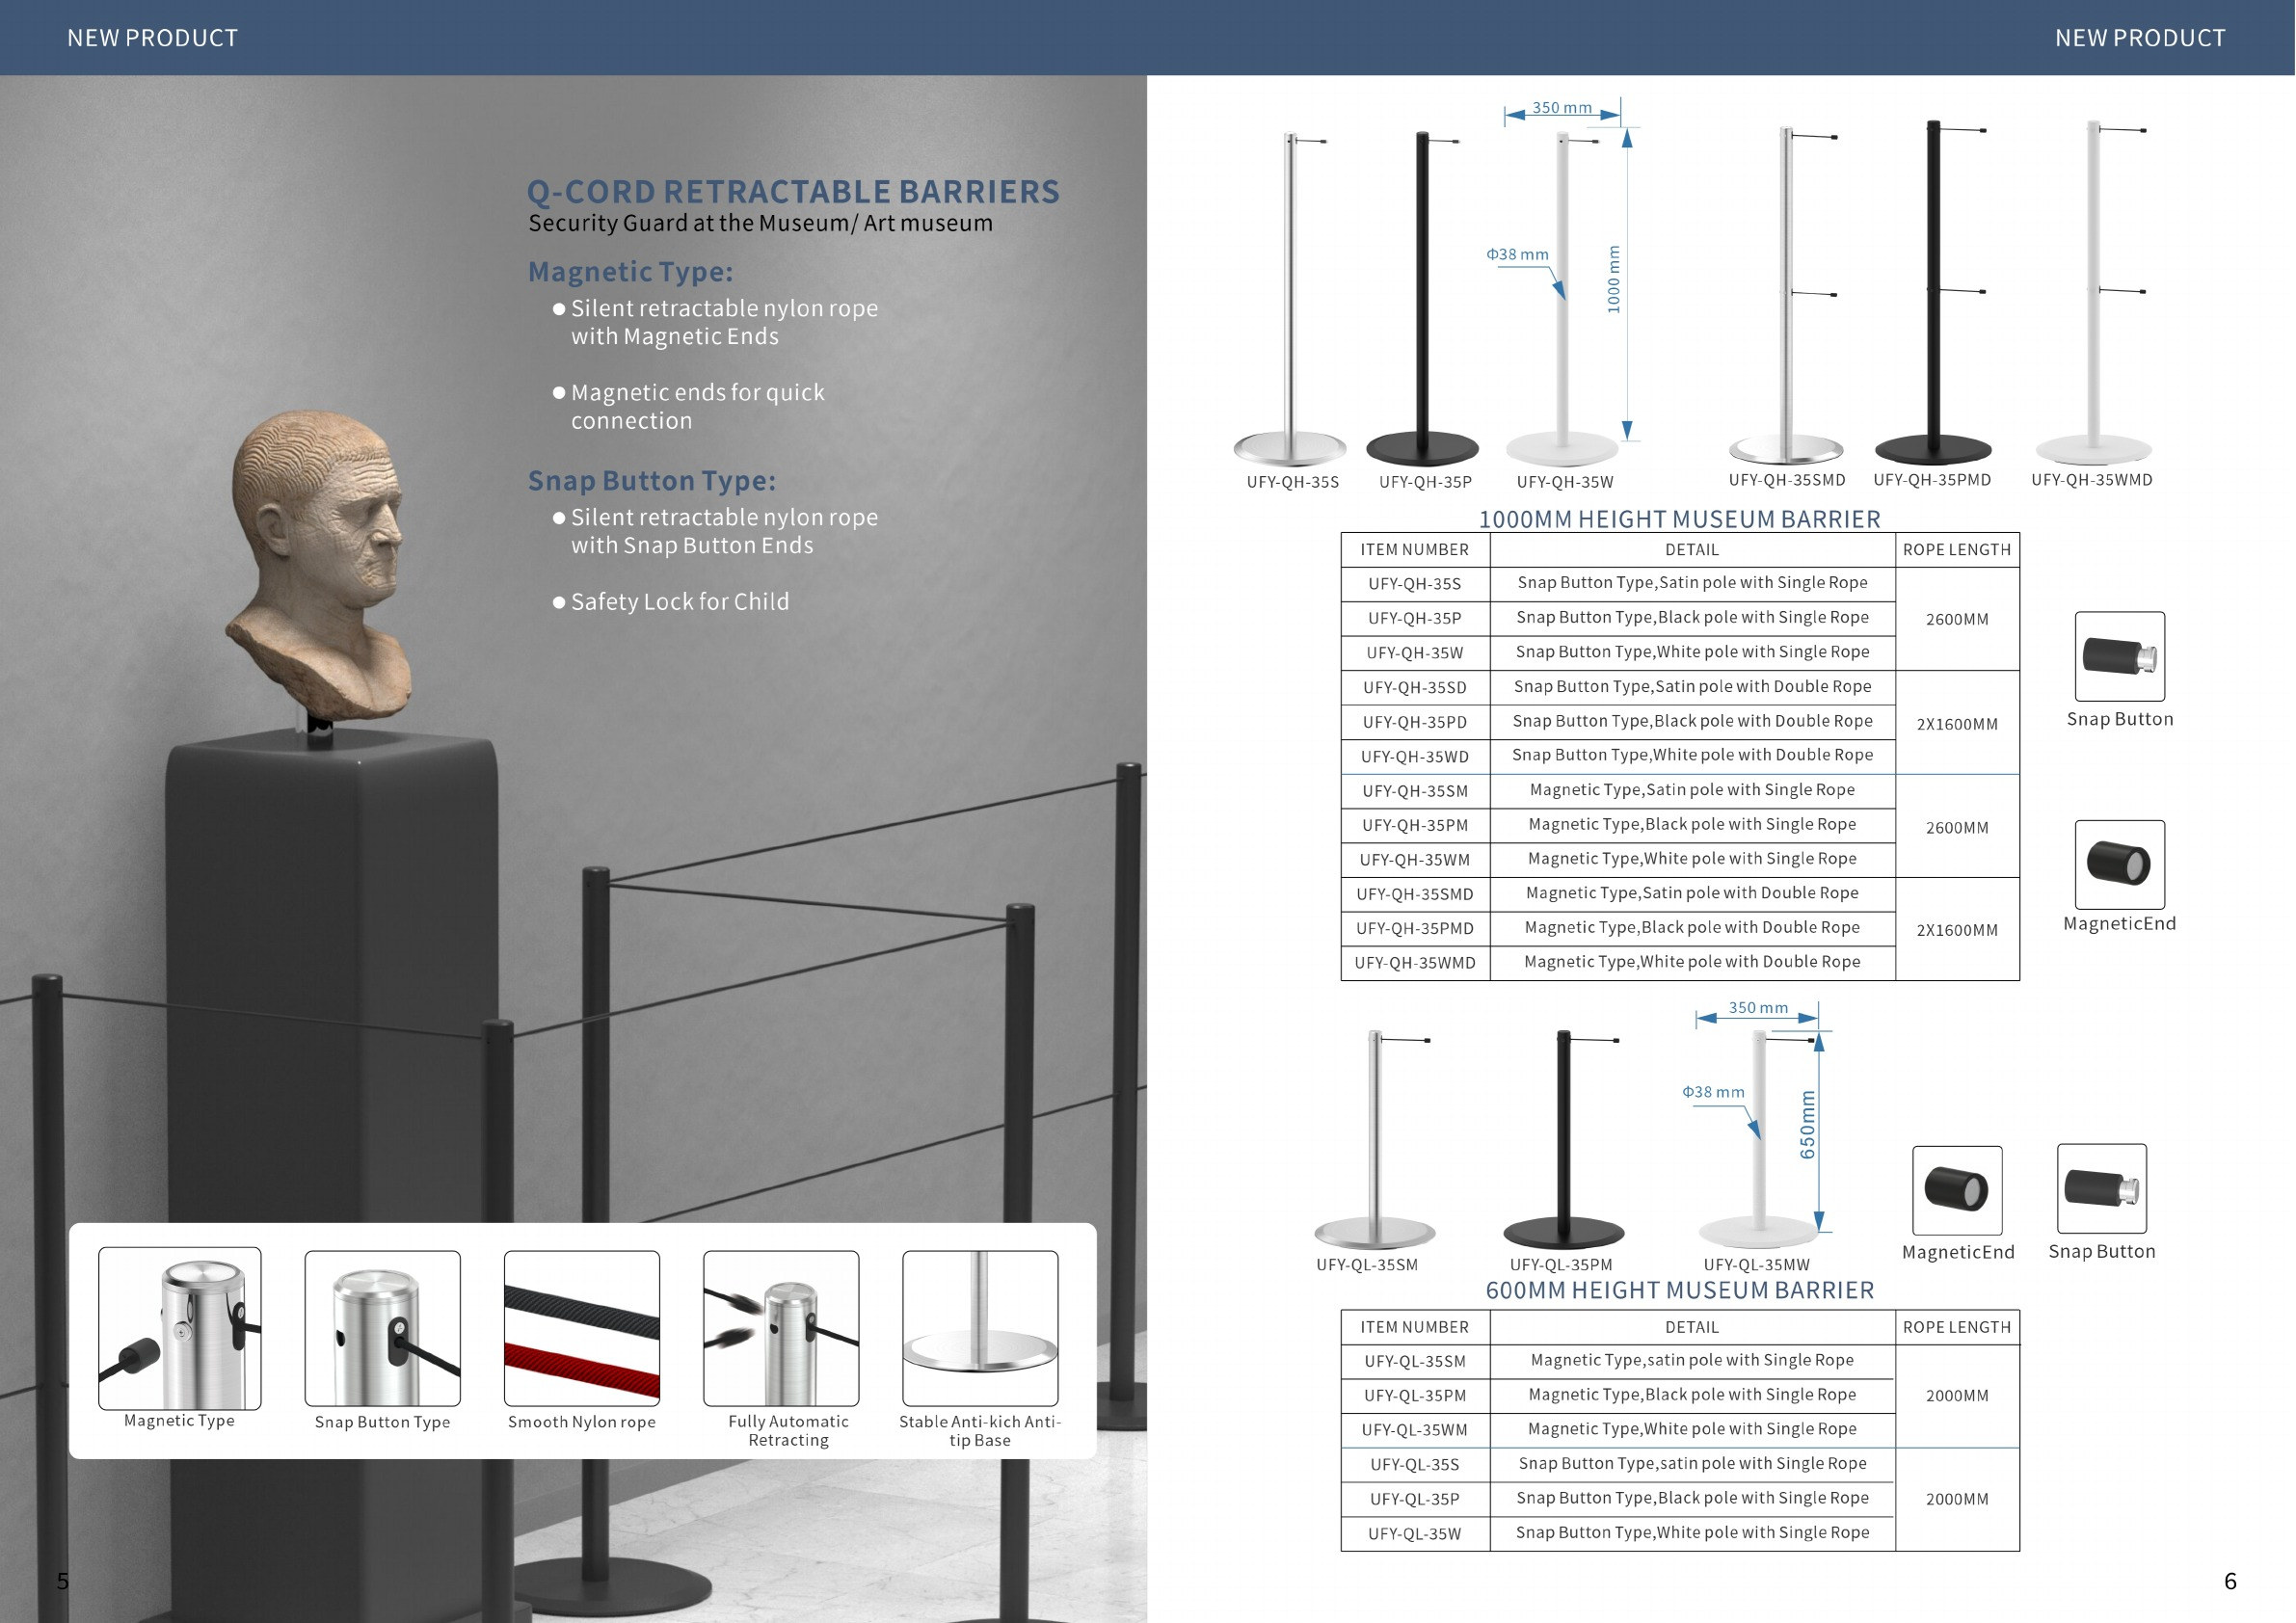 NEW PRODUCT
NEW PRODUCT
Q-CORD RETRACTABLE BARRIERS
Security Guard at the Museum/ Art museum
Magnetic Type:
● Silent retractable nylon rope
with Magnetic Ends
● Magnetic ends for quick
connection
Snap Button Type:
● Silent retractable nylon rope
with Snap Button Ends
● Safety Lock for Child
Magnetic Type
Snap Button Type
Smooth Nylon rope
Fully Automatic
Retracting
Stable Anti-kich Anti-
tip Base
5
350 mm
Φ38 mm
1000 mm
UFY-QH-35S
UFY-QH-35P
UFY-QH-35W
UFY-QH-35SMD
UFY-QH-35PMD
UFY-QH-35WMD
1000MM HEIGHT MUSEUM BARRIER
ITEM NUMBER DETAIL ROPE LENGTH
UFY-QH-35S Snap Button Type,Satin pole with Single Rope
UFY-QH-35P Snap Button Type,Black pole with Single Rope 2600MM
UFY-QH-35W Snap Button Type,White pole with Single Rope
UFY-QH-35SD Snap Button Type,Satin pole with Double Rope
UFY-QH-35PD Snap Button Type,Black pole with Double Rope 2X1600MM
UFY-QH-35WD Snap Button Type,White pole with Double Rope
UFY-QH-35SM Magnetic Type,Satin pole with Single Rope
UFY-QH-35PM Magnetic Type,Black pole with Single Rope 2600MM
UFY-QH-35WM Magnetic Type,White pole with Single Rope
UFY-QH-35SMD Magnetic Type,Satin pole with Double Rope
UFY-QH-35PMD Magnetic Type,Black pole with Double Rope 2X1600MM
UFY-QH-35WMD Magnetic Type,White pole with Double Rope
Snap Button
MagneticEnd
350 mm
Φ38 mm
650mm
UFY-QL-35SM
UFY-QL-35PM
UFY-QL-35MW
MagneticEnd
Snap Button
600MM HEIGHT MUSEUM BARRIER
ITEM NUMBER DETAIL ROPE LENGTH
UFY-QL-35SM Magnetic Type,satin pole with Single Rope
UFY-QL-35PM Magnetic Type,Black pole with Single Rope 2000MM
UFY-QL-35WM Magnetic Type,White pole with Single Rope
UFY-QL-35S Snap Button Type,satin pole with Single Rope
UFY-QL-35P Snap Button Type,Black pole with Single Rope 2000MM
UFY-QL-35W Snap Button Type,White pole with Single Rope
6